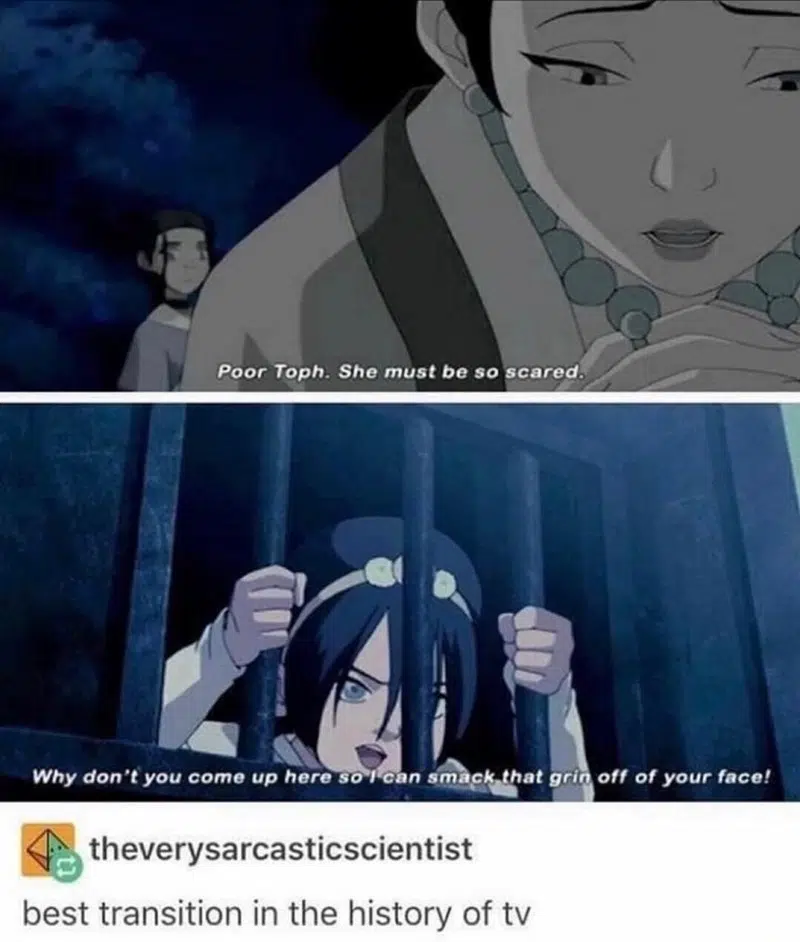 Poor Toph. She must be so scared.
Why don't you come up here so I can smack that grin off of your face!
theverysarcasticscientist
best transition in the history of tv